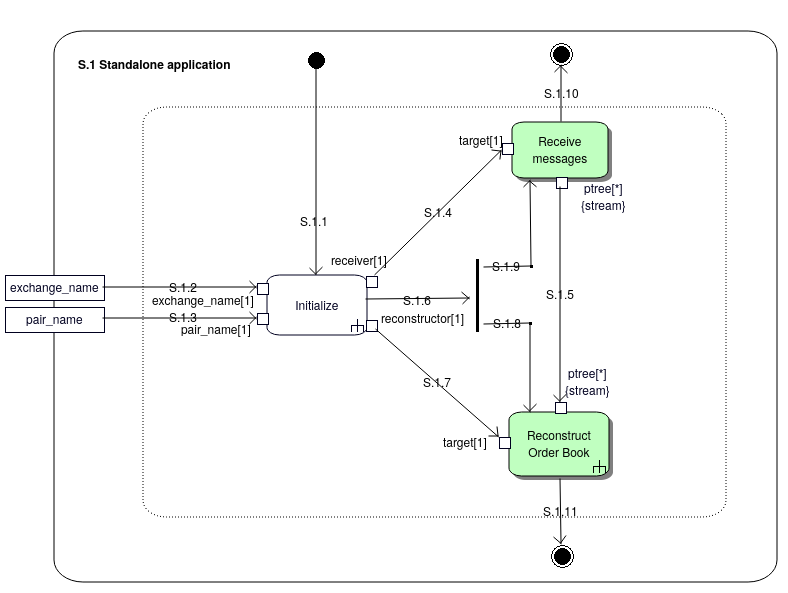 S.1 Standalone application
S.1.10
target[1]
Receive
messages
ptree[*]
{stream}
S.1.4
S.1.1
receiver[1]
S.1.9
exchange_name
S.1.2
exchange_name[1]
Initialize
S.1.6
S.1.5
pair_name
S.1.3
pair_name[1]
reconstructor[1]
S.1.8
S.1.7
ptree[*]
{stream}
target[1]
Reconstruct
Order Book
S.1.11